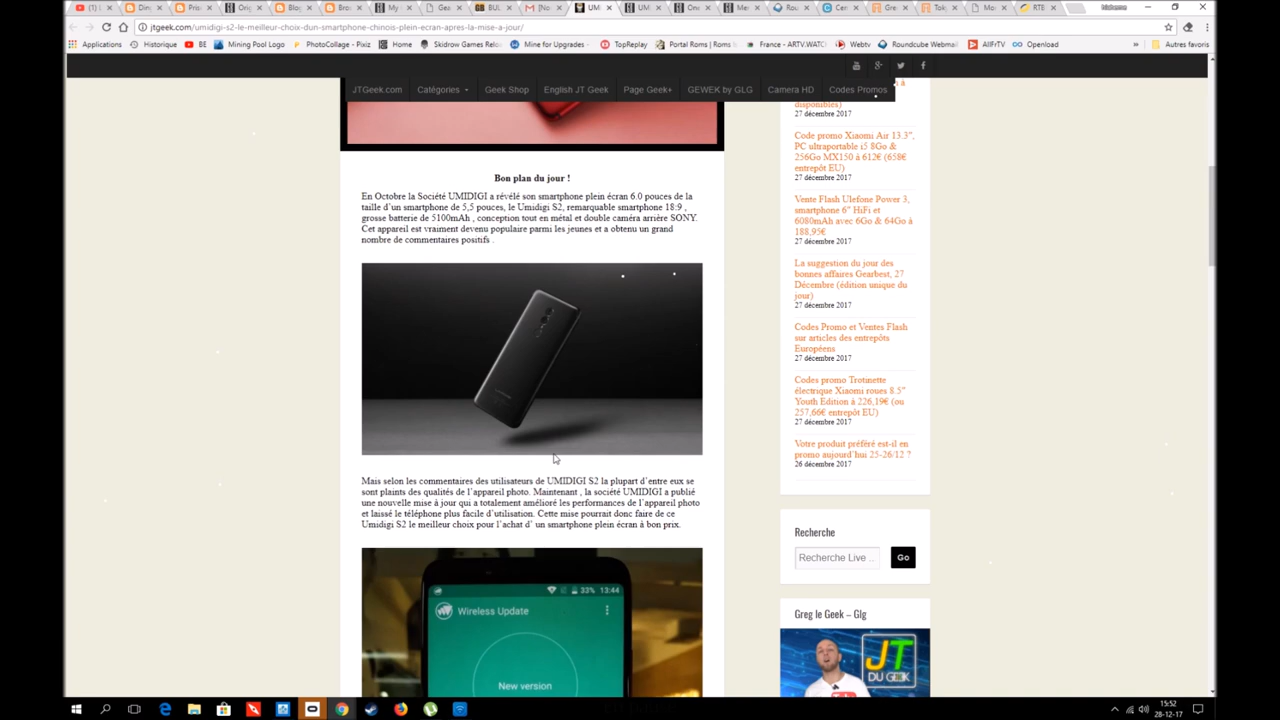 [No
jtgeek.com/umidigi-s2-le-meilleur-choix-dun-smartphone-chinois-plein-ecran-apres-la-mise-a-jour/
Applications
Historique
BE
Mining Pool Logo
PhotoCollage - Pixiz
Home
Skidrow Games Relo
Mine for Upgrades -
TopReplay
Portal Roms | Roms
France - ARTV.WATC
Webtv
Roundcube Webmail
AllFrTV
Openload
»
Autres favoris
JTGeek.com
Catégories
Geek Shop
English JT Geek
Page Geek+
GEWEK by GLG
Camera HD
Codes Promos
Bon plan du jour !
En Octobre la Société UMIDIGI a révélé son smartphone plein écran 6.0 pouces de la
taille d'un smartphone de 5,5 pouces, le Umidigi S2, remarquable smartphone 18:9 ,
grosse batterie de 5100mAh , conception tout en métal et double caméra arrière SONY.
Cet appareil est vraiment devenu populaire parmi les jeunes et a obtenu un grand
nombre de commentaires positifs .
Mais selon les commentaires des utilisateurs de UMIDIGI S2 la plupart d'entre eux se
sont plaints des qualités de l'appareil photo. Maintenant , la société UMIDIGI a publié
une nouvelle mise à jour qui a totalement amélioré les performances de l'appareil photo
et laissé le téléphone plus facile d'utilisation. Cette mise pourrait donc faire de ce
Umidigi S2 le meilleur choix pour l'achat d' un smartphone plein écran à bon prix.
33% 13:44
Wireless Update
New version
disponibles)
27 décembre 2017
Code promo Xiaomi Air 13.3″,
PC ultraportable i5 8Go &
256Go MX150 à 612€ (658€
entrepôt EU)
27 décembre 2017
Vente Flash Ulefone Power 3,
smartphone 6″ HiFi et
6080mAh avec 6Go & 64Go à
188,95€
27 décembre 2017
La suggestion du jour des
bonnes affaires Gearbest, 27
Décembre (édition unique du
jour)
27 décembre 2017
Codes Promo et Ventes Flash
sur articles des entrepôts
Européens
27 décembre 2017
Codes promo Trottinette
électrique Xiaomi roues 8.5″
Youth Edition à 226,19€ (ou
257,66€ entrepôt EU)
27 décembre 2017
Votre produit préféré est-il en
promo aujourd'hui 25-26/12 ?
26 décembre 2017
Recherche
Recherche Live ..
Go
Greg le Geek – Glg
JT
DU GEEK
15:52
28-12-17